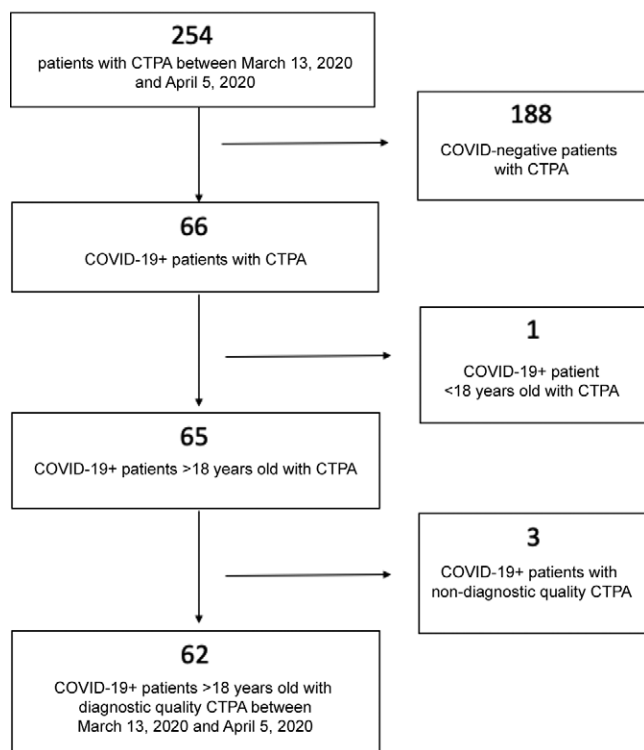 254
patients with CTPA between March 13, 2020
and April 5, 2020
188
COVID-negative patients
with CTPA
66
COVID-19+ patients with CTPA
1
COVID-19+ patient
<18 years old with CTPA
65
COVID-19+ patients >18 years old with CTPA
3
COVID-19+ patients with
non-diagnostic quality CTPA
62
COVID-19+ patients >18 years old with
diagnostic quality CTPA between
March 13, 2020 and April 5, 2020